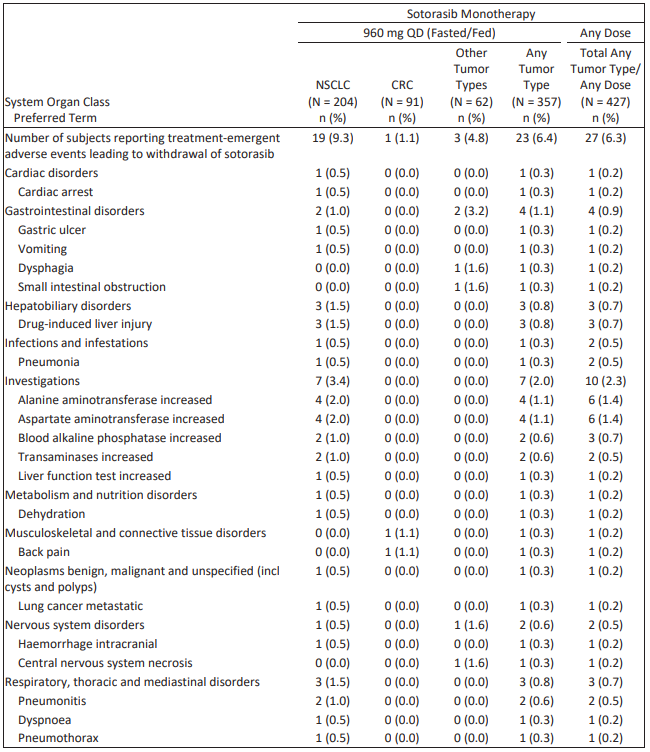 Sotorasib Monotherapy
960 mg QD (Fasted/Fed) Any Dose
System Organ Class Preferred Term NSCLC (N = 204) n (%) CRC (N = 91) n (%) Other Tumor Types (N = 62) n (%) Any Tumor Type (N = 357) n (%) Total Any Tumor Type/ Any Dose (N = 427) n (%)
Number of subjects reporting treatment-emergent 19 (9.3) 1 (1.1) 3 (4.8) 23 (6.4) 27 (6.3)
adverse events leading to withdrawal of sotorasib
Cardiac disorders 1 (0.5) 0 (0.0) 0 (0.0) 1 (0.3) 1 (0.2)
Cardiac arrest 1 (0.5) 0 (0.0) 0 (0.0) 1 (0.3) 1 (0.2)
Gastrointestinal disorders 2 (1.0) 0 (0.0) 2 (3.2) 4 (1.1) 4 (0.9)
Gastric ulcer 1 (0.5) 0 (0.0) 0 (0.0) 1 (0.3) 1 (0.2)
Vomiting 1 (0.5) 0 (0.0) 0 (0.0) 1 (0.3) 1 (0.2)
Dysphagia 0 (0.0) 0 (0.0) 1 (1.6) 1 (0.3) 1 (0.2)
Small intestinal obstruction 0 (0.0) 0 (0.0) 1 (1.6) 1 (0.3) 1 (0.2)
Hepatobiliary disorders 3 (1.5) 0 (0.0) 0 (0.0) 3 (0.8) 3 (0.7)
Drug-induced liver injury 3 (1.5) 0 (0.0) 0 (0.0) 3 (0.8) 3 (0.7)
Infections and infestations 1 (0.5) 0 (0.0) 0 (0.0) 1 (0.3) 2 (0.5)
Pneumonia 1 (0.5) 0 (0.0) 0 (0.0) 1 (0.3) 2 (0.5)
Investigations 7 (3.4) 0 (0.0) 0 (0.0) 7 (2.0) 10 (2.3)
Alanine aminotransferase increased 4 (2.0) 0 (0.0) 0 (0.0) 4 (1.1) 6 (1.4)
Aspartate aminotransferase increased 4 (2.0) 0 (0.0) 0 (0.0) 4 (1.1) 6 (1.4)
Blood alkaline phosphatase increased 2 (1.0) 0 (0.0) 0 (0.0) 2 (0.6) 3 (0.7)
Transaminases increased 2 (1.0) 0 (0.0) 0 (0.0) 2 (0.6) 2 (0.5)
Liver function test increased 1 (0.5) 0 (0.0) 0 (0.0) 1 (0.3) 1 (0.2)
Metabolism and nutrition disorders 1 (0.5) 0 (0.0) 0 (0.0) 1 (0.3) 1 (0.2)
Dehydration 1 (0.5) 0 (0.0) 0 (0.0) 1 (0.3) 1 (0.2)
Musculoskeletal and connective tissue disorders 0 (0.0) 1 (1.1) 0 (0.0) 1 (0.3) 1 (0.2)
Back pain 0 (0.0) 1 (1.1) 0 (0.0) 1 (0.3) 1 (0.2)
Neoplasms benign, malignant and unspecified (incl 1 (0.5) 0 (0.0) 0 (0.0) 1 (0.3) 1 (0.2)
cysts and polyps)
Lung cancer metastatic 1 (0.5) 0 (0.0) 0 (0.0) 1 (0.3) 1 (0.2)
Nervous system disorders 1 (0.5) 0 (0.0) 1 (1.6) 2 (0.6) 2 (0.5)
Haemorrhage intracranial 1 (0.5) 0 (0.0) 0 (0.0) 1 (0.3) 1 (0.2)
Central nervous system necrosis 0 (0.0) 0 (0.0) 1 (1.6) 1 (0.3) 1 (0.2)
Respiratory, thoracic and mediastinal disorders 3 (1.5) 0 (0.0) 0 (0.0) 3 (0.8) 3 (0.7)
Pneumonitis 2 (1.0) 0 (0.0) 0 (0.0) 2 (0.6) 2 (0.5)
Dyspnoea 1 (0.5) 0 (0.0) 0 (0.0) 1 (0.3) 1 (0.2)
Pneumothorax 1 (0.5) 0 (0.0) 0 (0.0) 1 (0.3) 1 (0.2)